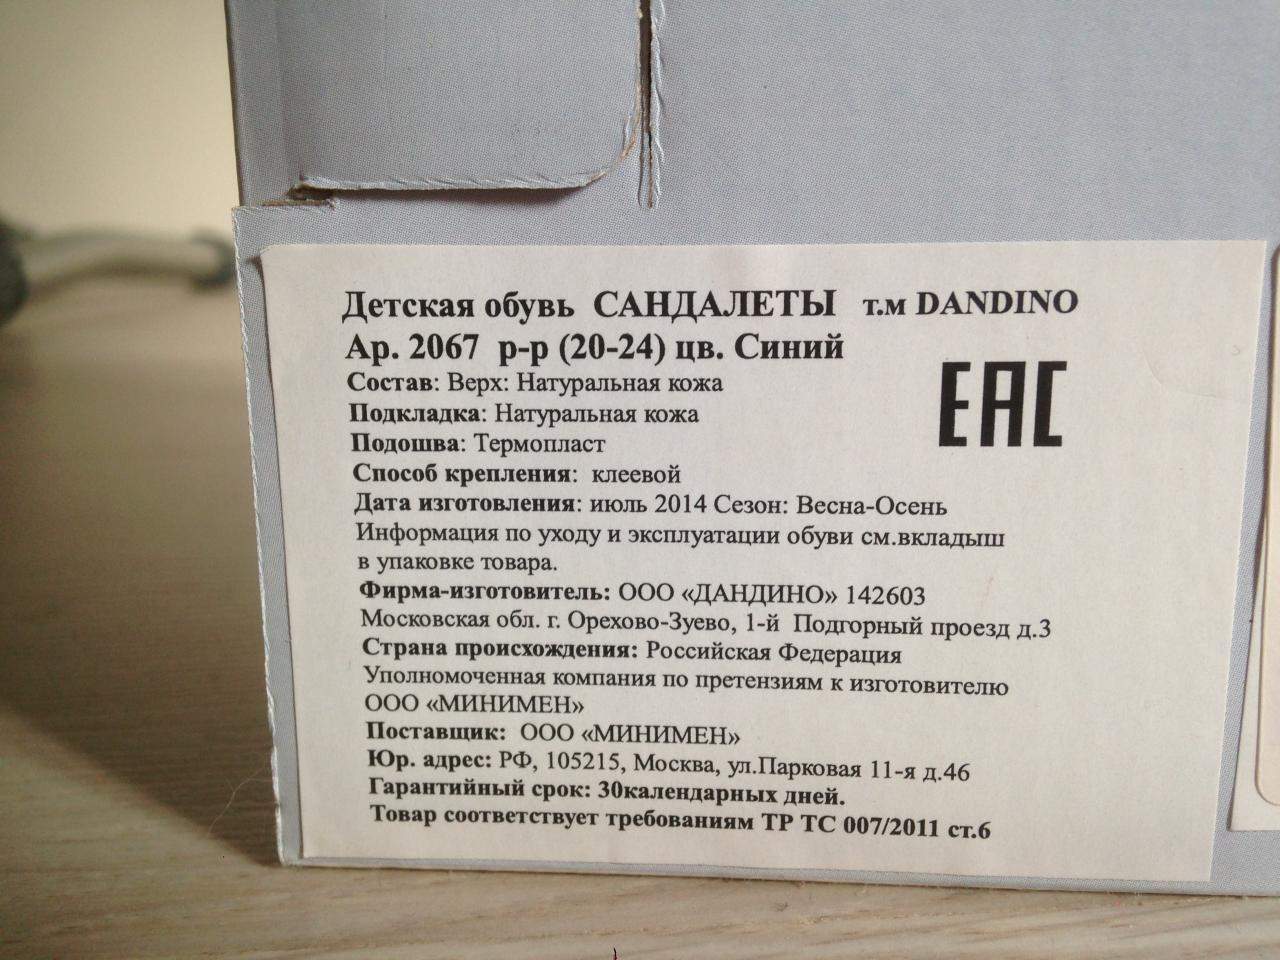 Детская обувь САНДАЛЕТЫ т.м DANDINO
Ар. 2067 р-р (20-24) цв. Синий
EAC
Состав: Верх: Натуральная кожа
Подкладка: Натуральная кожа
Подошва: Термопласт
Способ крепления: клеевой
Дата изготовления: июль 2014 Сезон: Весна-Осень
Информация по уходу и эксплуатации обуви см.вкладыш
в упаковке товара.
Фирма-изготовитель: ООО «ДАНДИНО» 142603
Московская обл. г. Орехово-Зуево, 1-й Подгорный проезд д.3
Страна происхождения: Российская Федерация
Уполномоченная компания по претензиям к изготовителю
ООО «МИНИМЕН»
Поставщик: ООО «МИНИМЕН»
Юр. адрес: РФ, 105215, Москва, ул.Парковая 11-я д.46
Гарантийный срок: 30календарных дней.
Товар соответствует требованиям ТР ТС 007/2011 ст.6